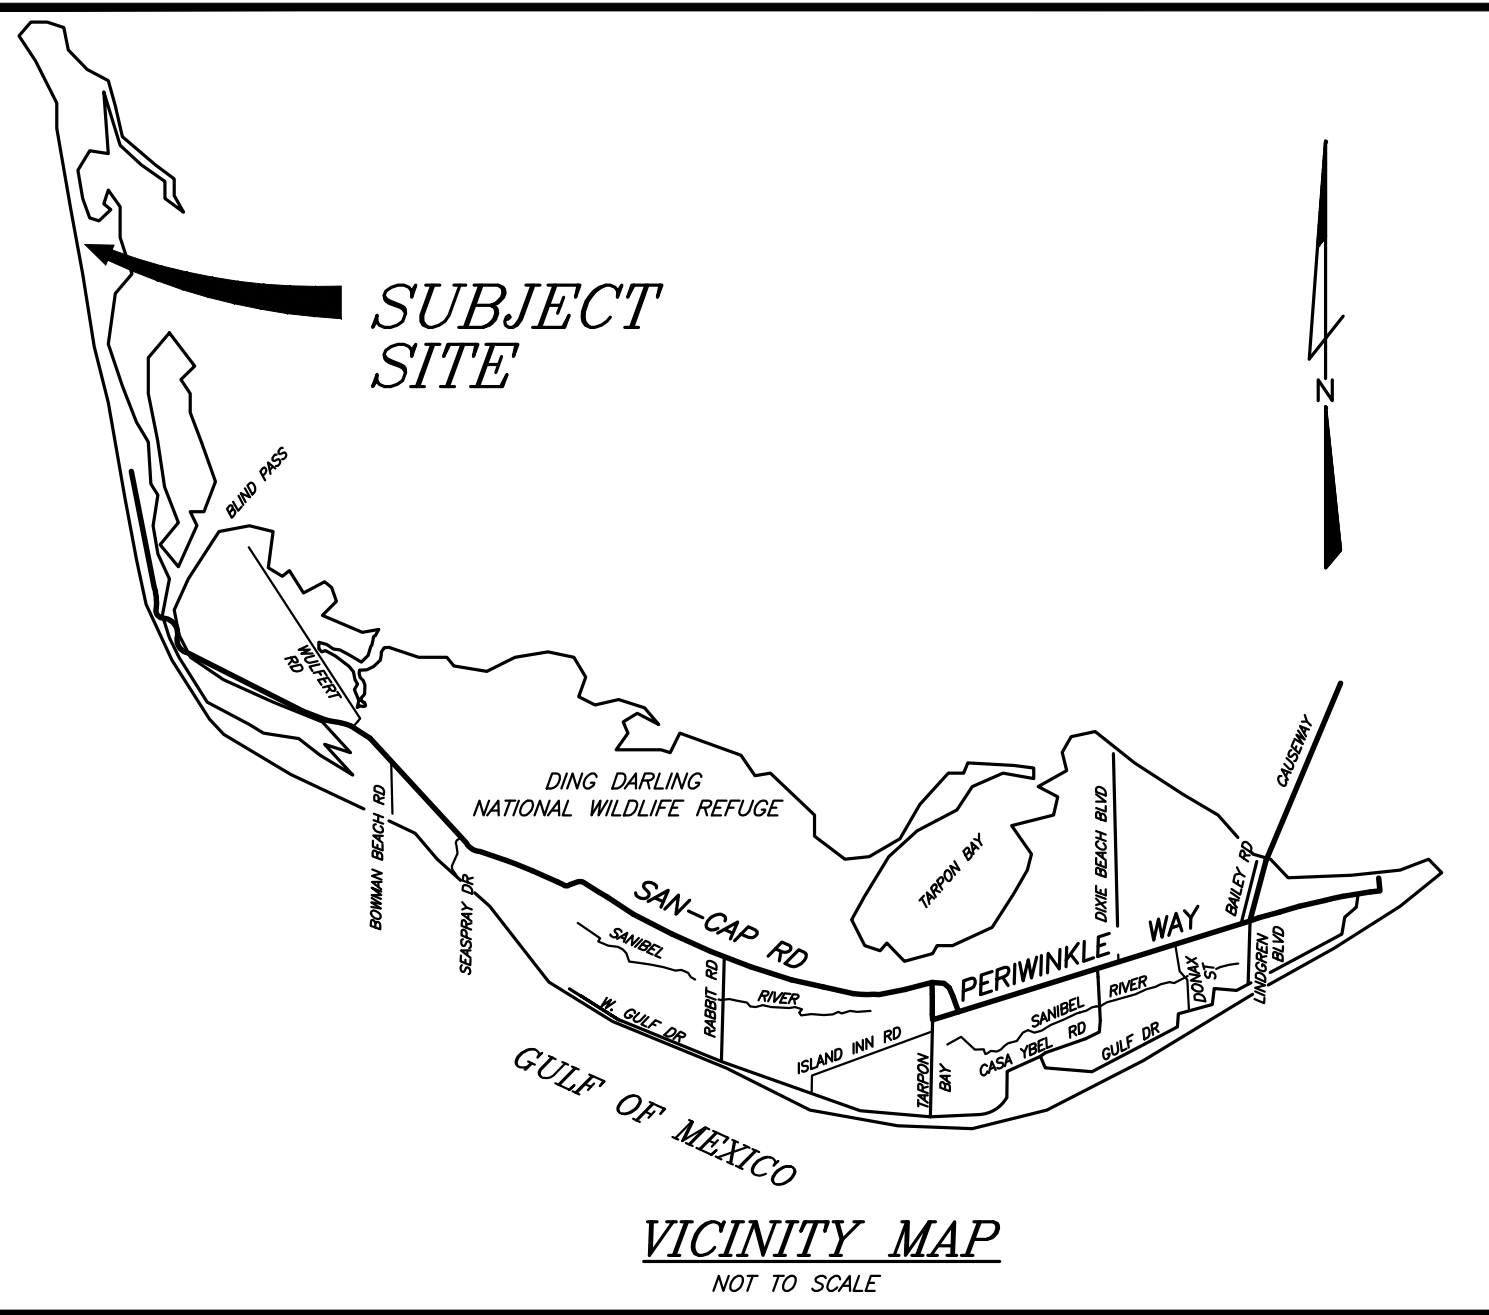 SUBJECT
SITE
N
BLIND PASS
WULFERT
RD
CAUSEWAY
DING DARLING
NATIONAL WILDLIFE REFUGE
BOWMAN BEACH RD
SEASPRAY DR
TARPON BAY
DIXIE BEACH BLVD
BAILEY RD
SAN-CAP RD
PERIWINKLE WAY
SANIBEL
RIVER
RABBIT RD
W. GULF DR
ISLAND INN RD
TARPON
BAY
SANIBEL RIVER
CASA YBEL RD
GULF DR
DONAX
ST
LINDGREN
BLVD
GULF OF MEXICO
VICINITY MAP
NOT TO SCALE